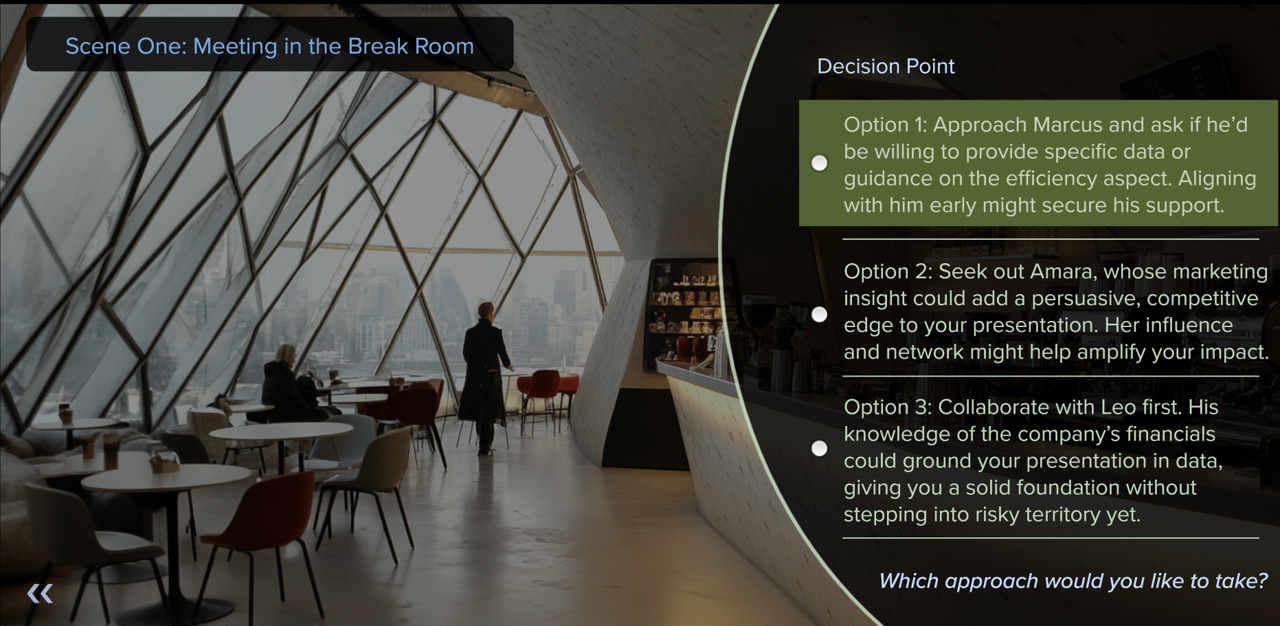 Scene One: Meeting in the Break Room
Decision Point
Option 1: Approach Marcus and ask if he’d
be willing to provide specific data or
guidance on the efficiency aspect. Aligning
with him early might secure his support.
Option 2: Seek out Amara, whose marketing
insight could add a persuasive, competitive
edge to your presentation. Her influence
and network might help amplify your impact.
Option 3: Collaborate with Leo first. His
knowledge of the company’s financials
could ground your presentation in data,
giving you a solid foundation without
stepping into risky territory yet.
Which approach would you like to take?